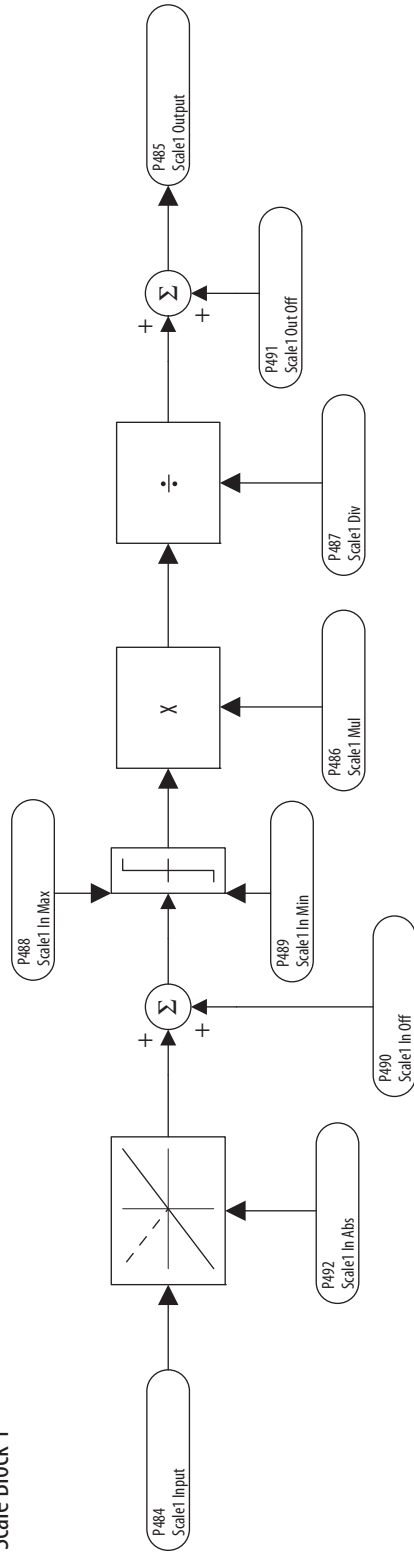 Scale Block 1
P484
Scale1 Input
P492
Scale1 In Abs
+
Σ
+
P490
Scale1 In Off
P488
Scale1 In Max
P489
Scale1 In Min
X
P486
Scale1 Mul
÷
P487
Scale1 Div
+
Σ
+
P491
Scale1 Out Off
P485
Scale1 Output